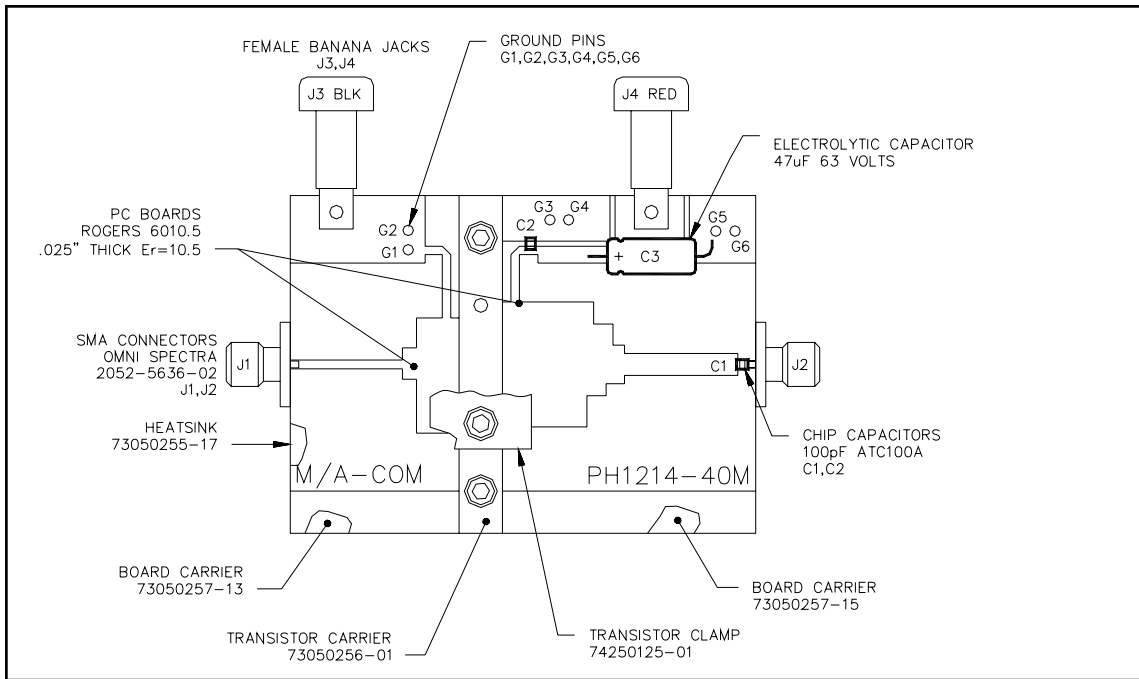 FEMALE BANANA JACKS
J3,J4
GROUND PINS
G1,G2,G3,G4,G5,G6
J3 BLK
J4 RED
ELECTROLYTIC CAPACITOR
47uF 63 VOLTS
PC BOARDS
ROGERS 6010.5
.025" THICK Er=10.5
G2
G1
G3
G4
C2
G5
G6
+
C3
SMA CONNECTORS
OMNI SPECTRA
2052-5636-02
J1,J2
J1
C1
J2
HEATSINK
73050255-17
CHIP CAPACITORS
100pF ATC100A
C1,C2
M/A-COM
PH1214-40M
BOARD CARRIER
73050257-13
BOARD CARRIER
73050257-15
TRANSISTOR CARRIER
73050256-01
TRANSISTOR CLAMP
74250125-01